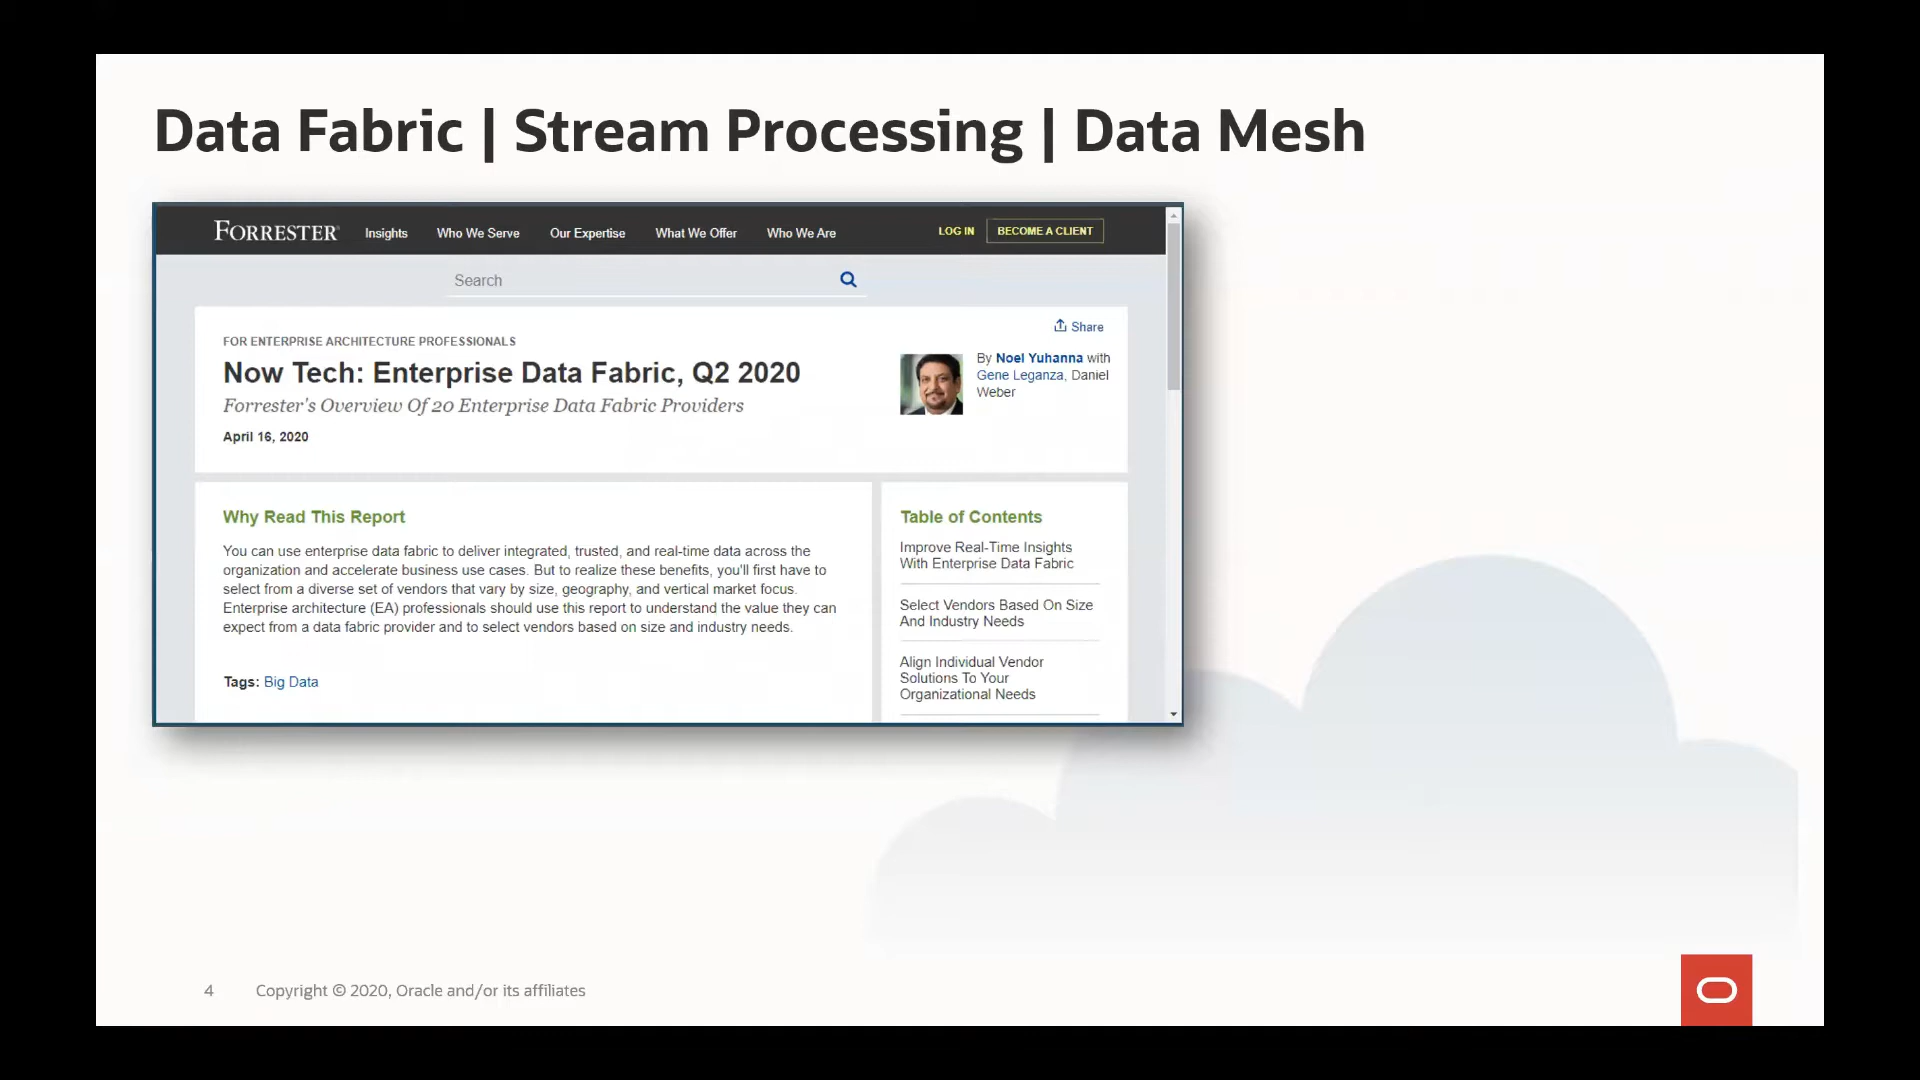 Data Fabric | Stream Processing | Data Mesh
FORRESTER®
Insights
Who We Serve
Our Expertise
What We Offer
Who We Are
LOG IN
BECOME A CLIENT
Search
Share
FOR ENTERPRISE ARCHITECTURE PROFESSIONALS
Now Tech: Enterprise Data Fabric, Q2 2020
Forrester's Overview Of 20 Enterprise Data Fabric Providers
April 16, 2020
By Noel Yuhanna with
Gene Leganza, Daniel
Weber
Why Read This Report
You can use enterprise data fabric to deliver integrated, trusted, and real-time data across the
organization and accelerate business use cases. But to realize these benefits, you'll first have to
select from a diverse set of vendors that vary by size, geography, and vertical market focus.
Enterprise architecture (EA) professionals should use this report to understand the value they can
expect from a data fabric provider and to select vendors based on size and industry needs.
Tags: Big Data
Table of Contents
Improve Real-Time Insights
With Enterprise Data Fabric
Select Vendors Based On Size
And Industry Needs
Align Individual Vendor
Solutions To Your
Organizational Needs
4
Copyright © 2020, Oracle and/or its affiliates